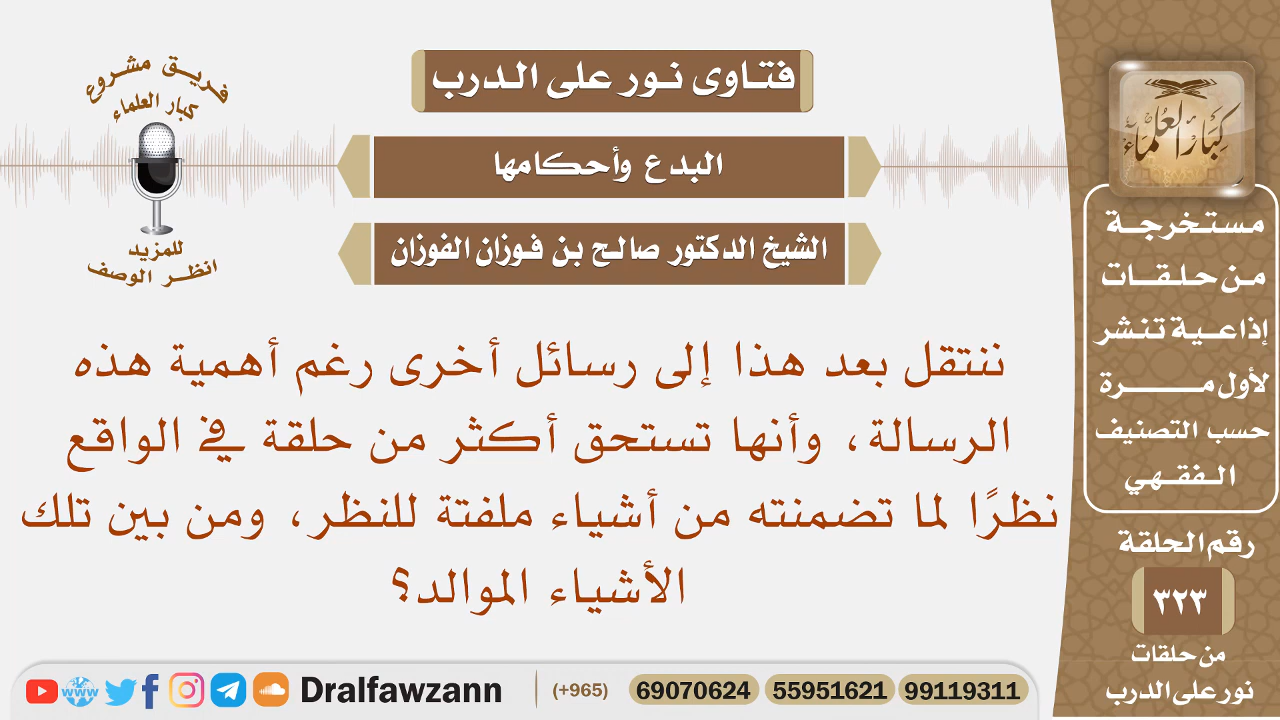 فريق مشروع
كبار العلماء
للمزيد
انظر الوصف
فتاوى نور على الدرب
البدع وأحكامها
الشيخ الدكتور صالح بن فوزان الفوزان
ننتقل بعد هذا إلى رسائل أخرى رغم أهمية هذه
الرسالة، وأنها تستحق أكثر من حلقة في الواقع
نظرًا لما تضمنته من أشياء ملفتة للنظر، ومن بين تلك
الأشياء الموالد؟
كبار العلماء
مستخرجة
من حلقات
إذاعية تنشر
لأول مرة
حسب التصنيف
الفقهي
رقم الحلقة
٣٢٣
من حلقات
نور على الدرب
www
Dralfawzann
(+965)
69070624
55951621
99119311